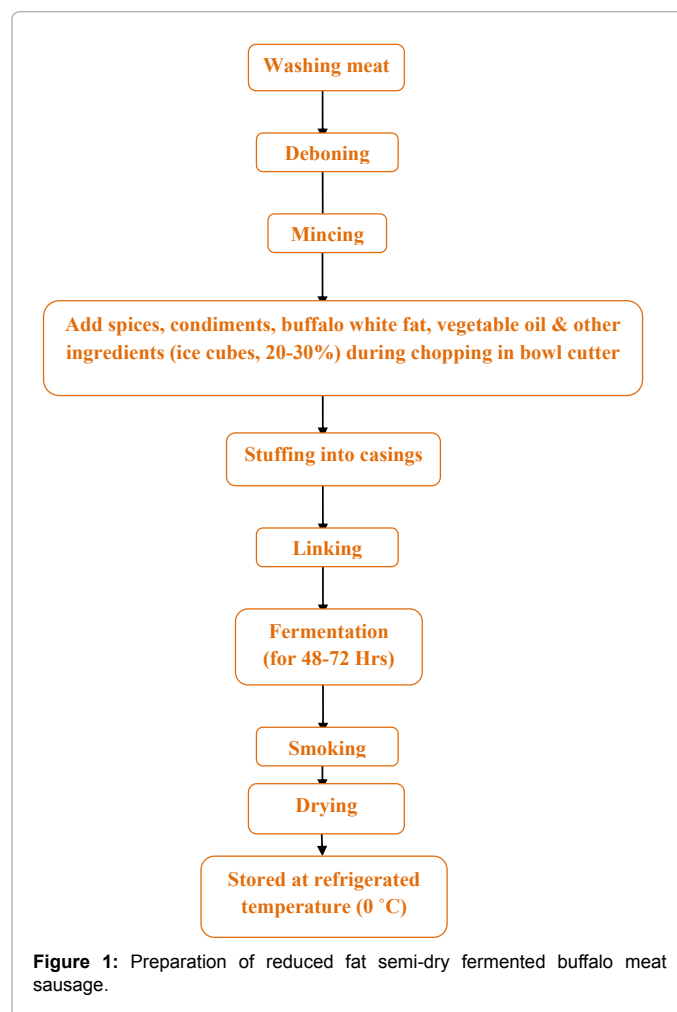 Washing meat
Deboning
Mincing
Add spices, condiments, buffalo white fat, vegetable oil & other
ingredients (ice cubes, 20-30%) during chopping in bowl cutter
Stuffing into casings
Linking
Fermentation
(for 48-72 Hrs)
Smoking
Drying
Stored at refrigerated
temperature (0 ˚C)
Figure 1: Preparation of reduced fat semi-dry fermented buffalo meat
sausage.